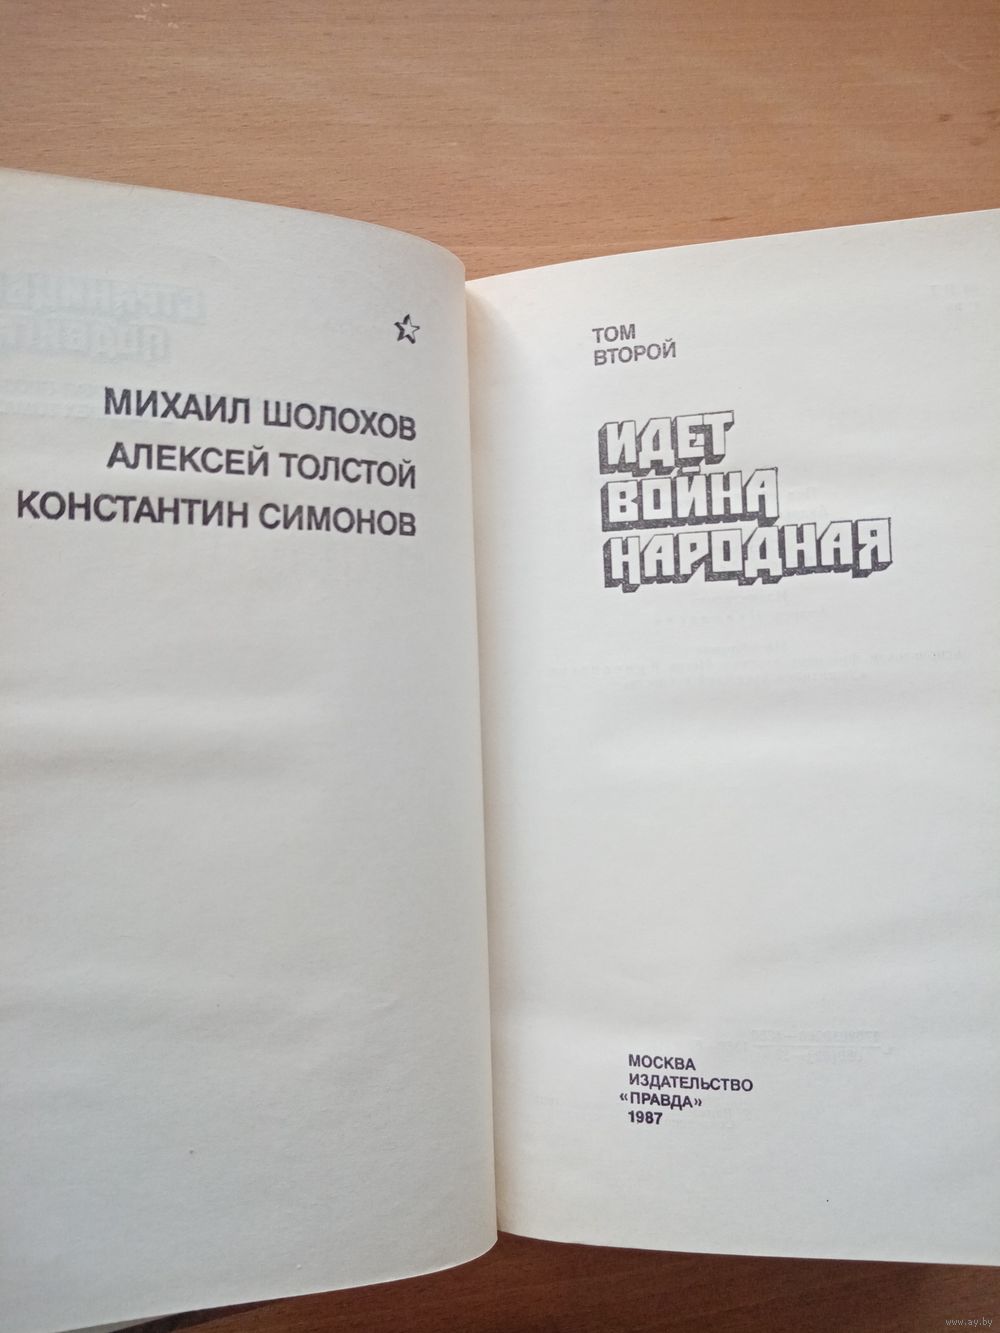 МИХАИЛ ШОЛОХОВ
АЛЕКСЕЙ ТОЛСТОЙ
КОНСТАНТИН СИМОНОВ
ТОМ
ВТОРОЙ
ИДЕТ
ВОЙНА
НАРОДНАЯ
МОСКВА
ИЗДАТЕЛЬСТВО
«ПРАВДА»
1987
www.ay.by